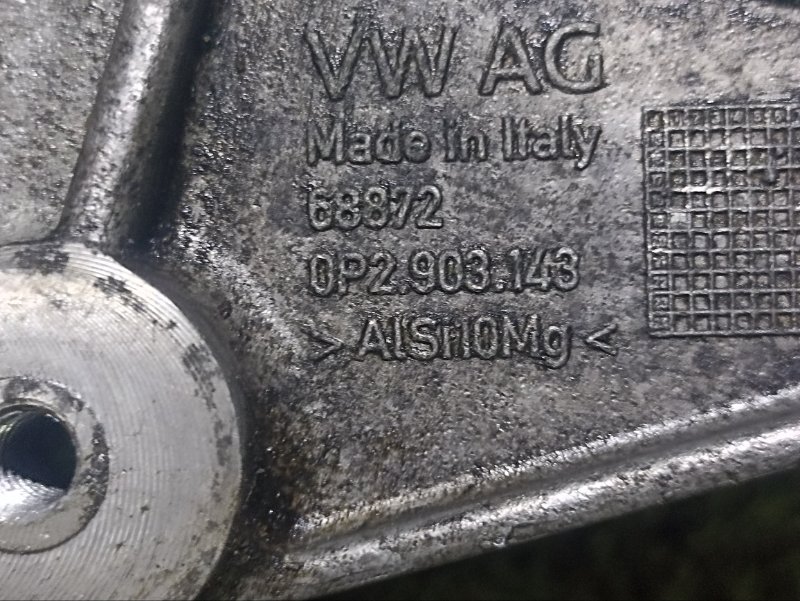 VW AG
Made in Italy
68872
0P2.903.143
> AlSi10Mg <